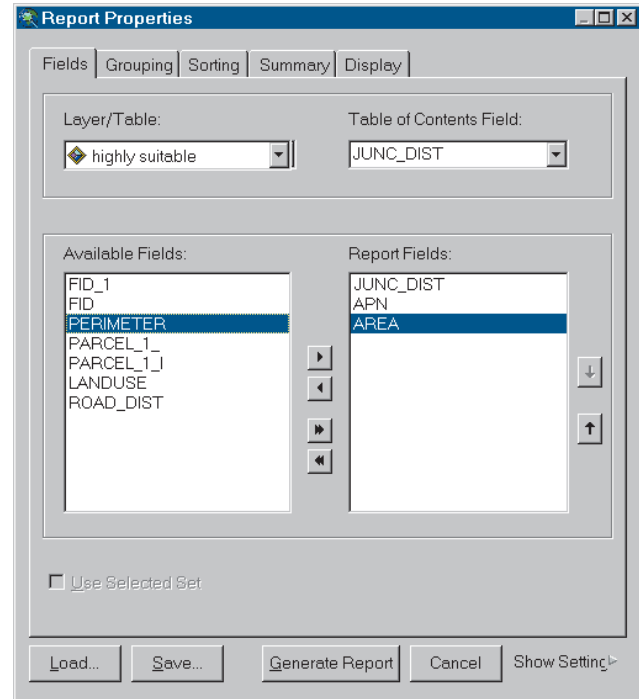 Report Properties
Fields Grouping Sorting Summary Display
Layer/Table: Table of Contents Field:
highly suitable JUNC_DIST
Available Fields: Report Fields:
FID_1 JUNC_DIST
FID APN
PERIMETER AREA
PARCEL_1_
PARCEL_1_I
LANDUSE
ROAD_DIST
Use Selected Set
Load... Save... Generate Report Cancel Show Setting